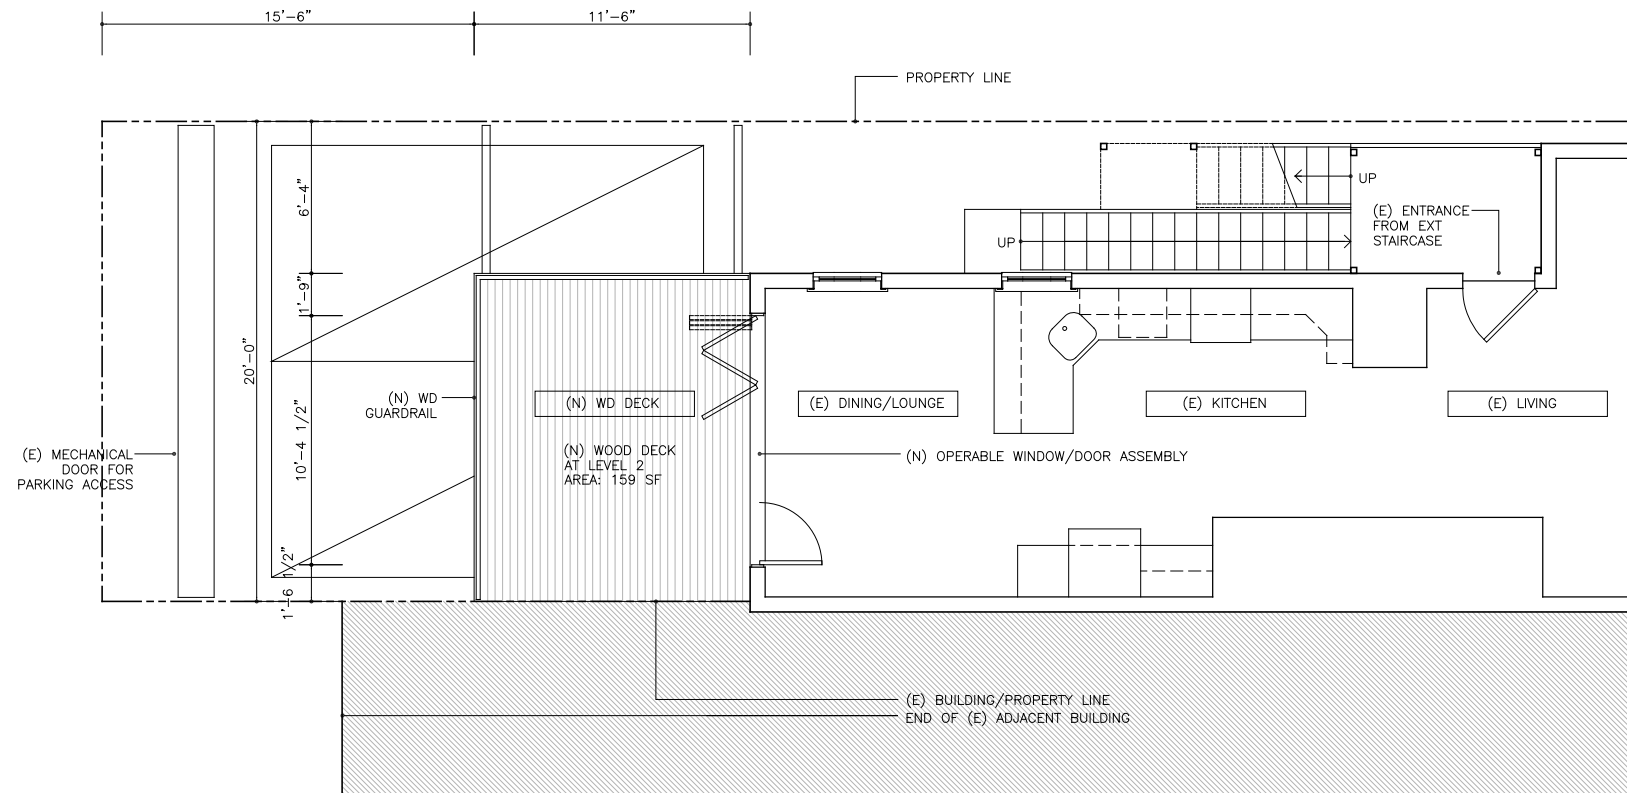 15'-6"
11'-6"
PROPERTY LINE
6'-4"
UP
(E) ENTRANCE
FROM EXT
STAIRCASE
UP
1'-9"
20'-0"
(N) WD
GUARDRAIL
(N) WD DECK
(E) DINING/LOUNGE
(E) KITCHEN
(E) LIVING
10'-4 1/2"
(E) MECHANICAL
DOOR FOR
PARKING ACCESS
(N) WOOD DECK
AT LEVEL 2
AREA: 159 SF
(N) OPERABLE WINDOW/DOOR ASSEMBLY
1'-6 1/2"
(E) BUILDING/PROPERTY LINE
END OF (E) ADJACENT BUILDING